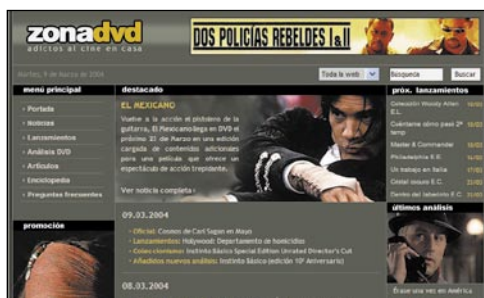 zonadvd
adictos al cine en casa
DOS POLICÍAS REBELDES I & II
Martes, 9 de Marzo de 2004
Toda la web
Búsqueda
Buscar
menú principal
Portada
Noticias
Lanzamientos
Análisis DVD
Artículos
Enciclopedia
Preguntas frecuentes
promoción
destacado
EL MEXICANO
Vuelve a la acción el pistolero de la
guitarra, El Mexicano llega en DVD el
próximo 23 de Marzo en una edición
cargada de contenidos adicionales
para una película que ofrece un
espectáculo de acción trepidante.
Ver noticia completa
09.03.2004
Oficial: Cosmos de Carl Sagan en Mayo
Lanzamientos: Hollywood: Departamento de homicidios
Coleccionismo: Instinto Básico Special Edition Unrated Director's Cut
Añadidos nuevos análisis: Instinto Básico (edición 10º Aniversario)
08.03.2004
próx. lanzamientos
Colección Woody Allen
E.L.
Cuéntame cómo pasó 2ª
temp
Master & Commander
Philadelphia E.E.
Un trabajo en Italia
Cristal oscuro E.C.
Dentro del laberinto E.C.
últimos análisis
Érase una vez en América